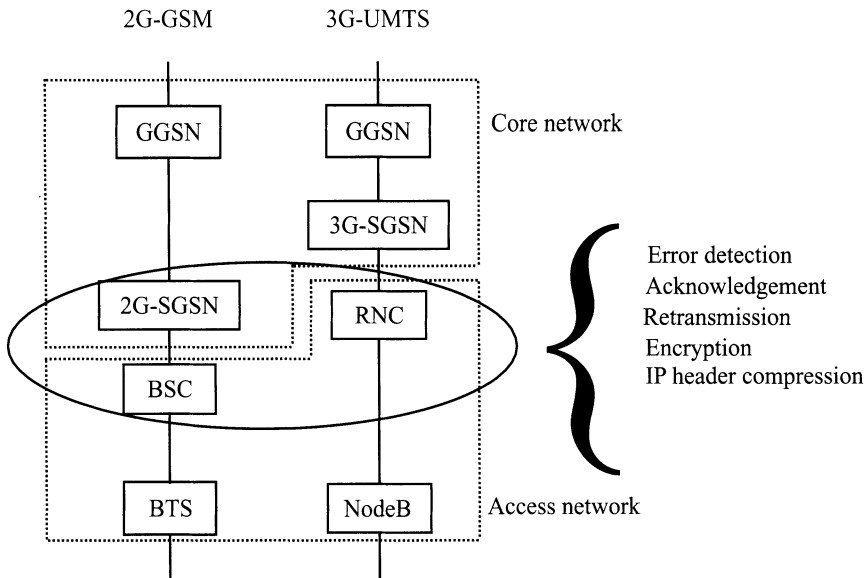 2G-GSM 3G-UMTS
GGSN GGSN
Core network
3G-SGSN
Error detection
2G-SGSN
Acknowledgement
RNC
Retransmission
Encryption
BSC
IP header compression
BTS
NodeB
Access network